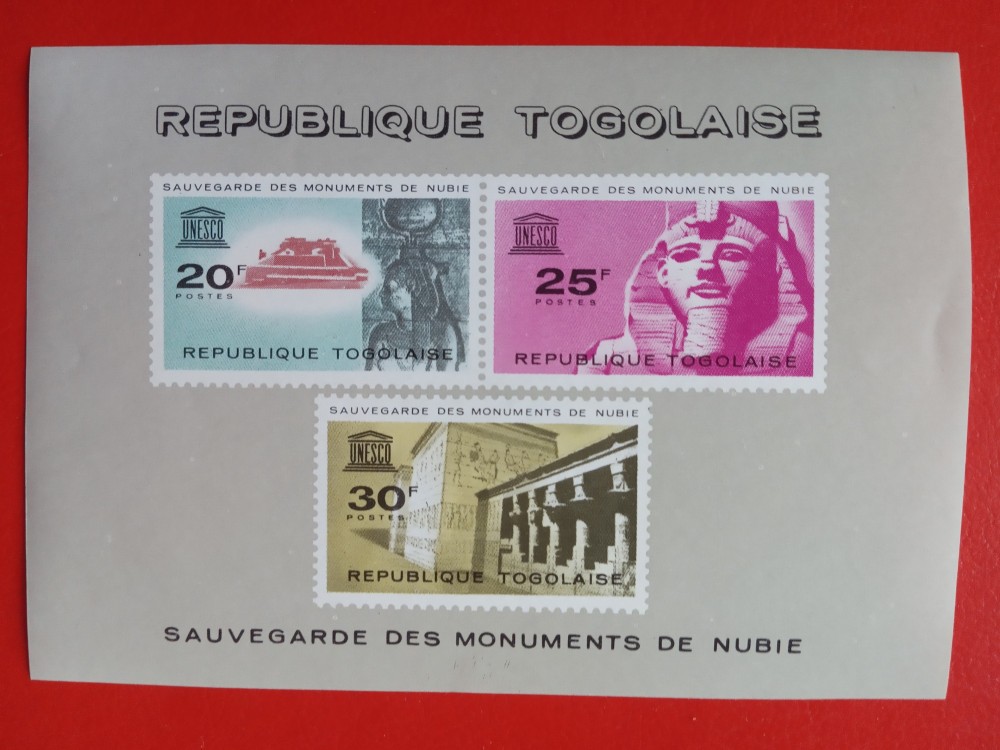 REPUBLIQUE TOGOLAISE
SAUVEGARDE DES MONUMENTS DE NUBIE
UNESCO
20F
POSTES
REPUBLIQUE TOGOLAISE
SAUVEGARDE DES MONUMENTS DE NUBIE
UNESCO
25F
POSTES
REPUBLIQUE TOGOLAISE
SAUVEGARDE DES MONUMENTS DE NUBIE
UNESCO
30F
POSTES
REPUBLIQUE TOGOLAISE
SAUVEGARDE DES MONUMENTS DE NUBIE